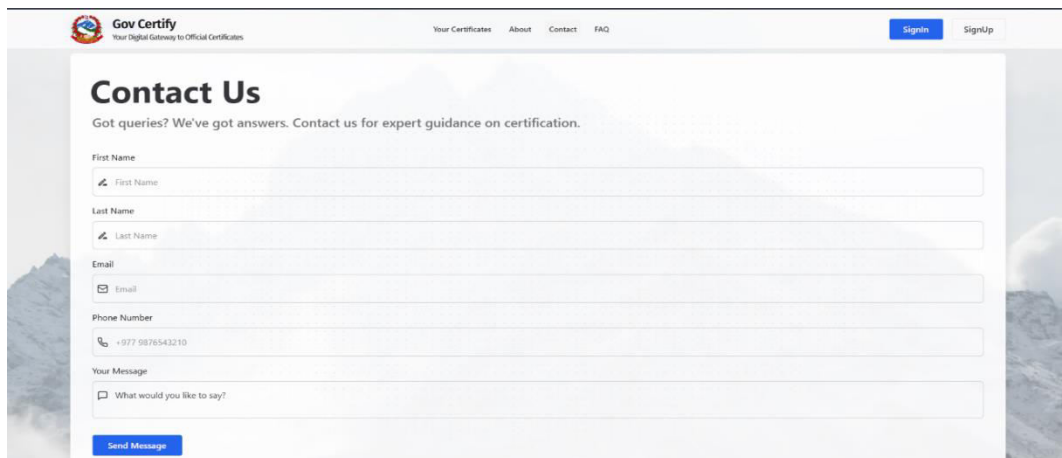 Gov Certify
Your Digital Gateway to Official Certificates
Your Certificates About Contact FAQ
SignIn SignUp
Contact Us
Got queries? We've got answers. Contact us for expert guidance on certification.
First Name
First Name
Last Name
Last Name
Email
Email
Phone Number
+977 9876543210
Your Message
What would you like to say?
Send Message